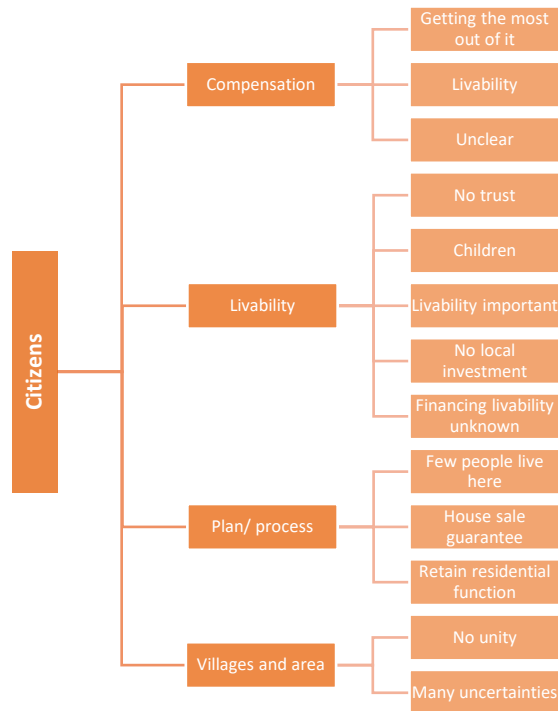 Citizens
Compensation
Getting the most
out of it
Livability
Unclear
Livability
No trust
Children
Livability important
No local
investment
Financing livability
unknown
Plan/ process
Few people live
here
House sale
guarantee
Retain residential
function
Villages and area
No unity
Many uncertainties